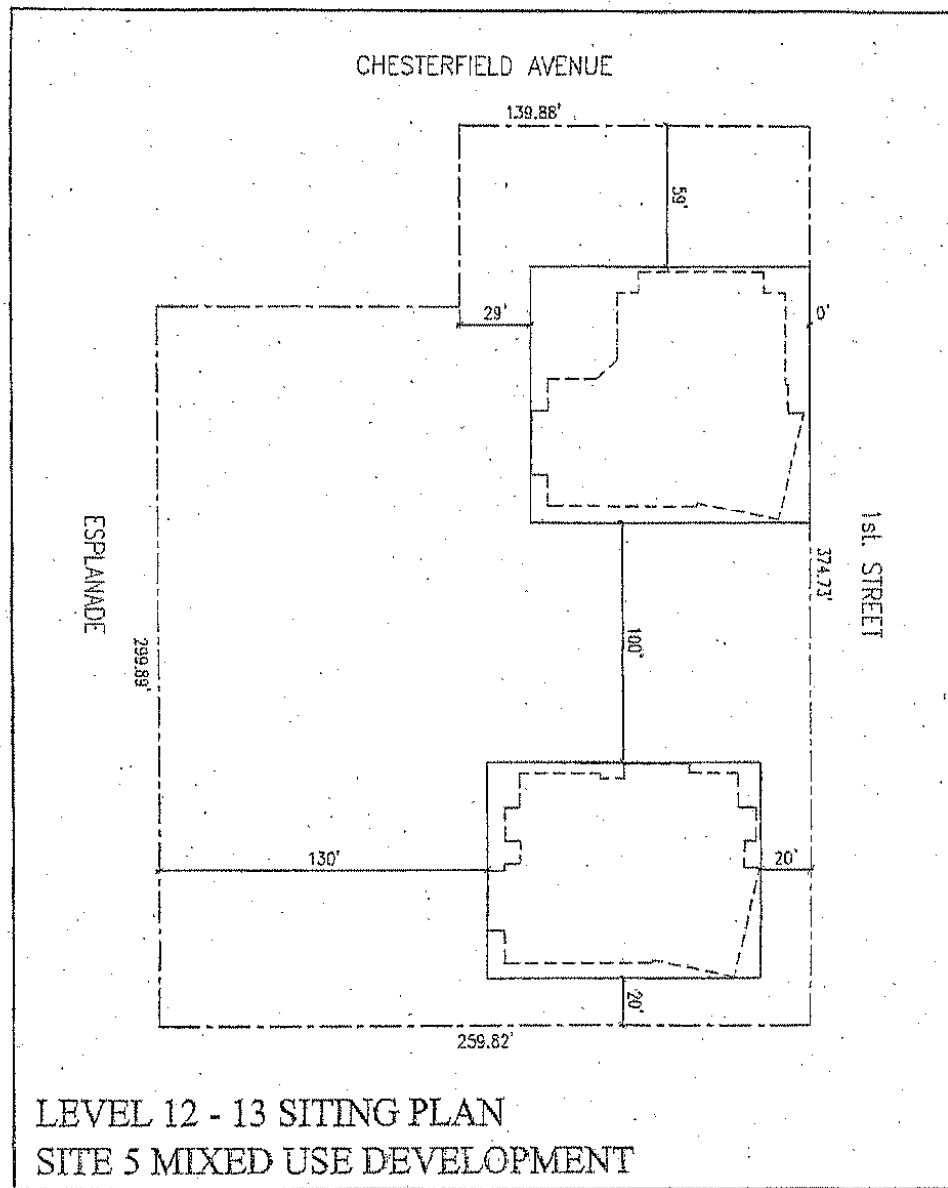 CHESTERFIELD AVENUE
139.88'
59'
29'
0'
ESPLANADE
1st. STREET
374.73'
299.89'
100'
130'
20'
20'
259.82'
LEVEL 12 - 13 SITING PLAN
SITE 5 MIXED USE DEVELOPMENT